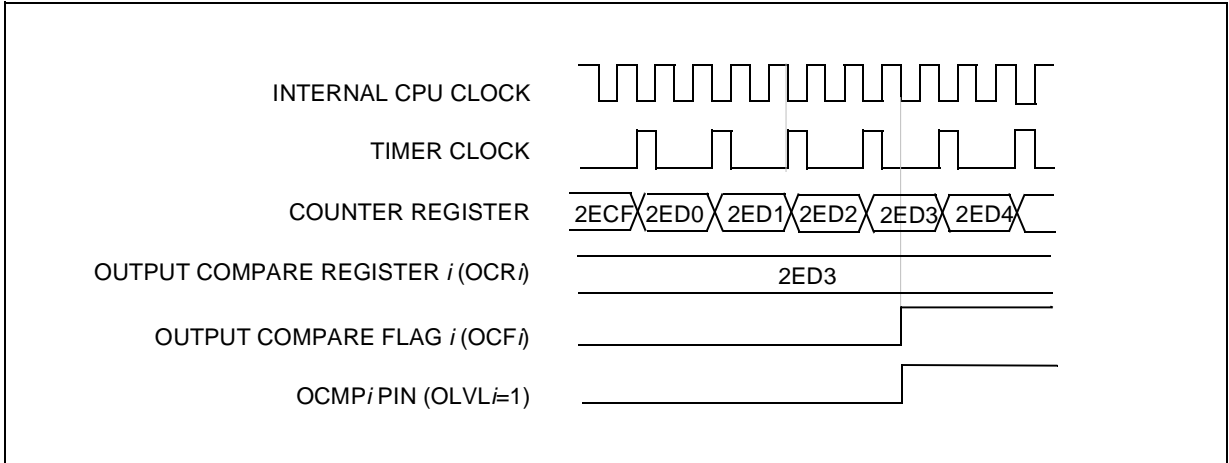 INTERNAL CPU CLOCK
TIMER CLOCK
COUNTER REGISTER 2ECF 2ED0 2ED1 2ED2 2ED3 2ED4
OUTPUT COMPARE REGISTER i (OCRi) 2ED3
OUTPUT COMPARE FLAG i (OCFi)
OCMPi PIN (OLVLi=1)